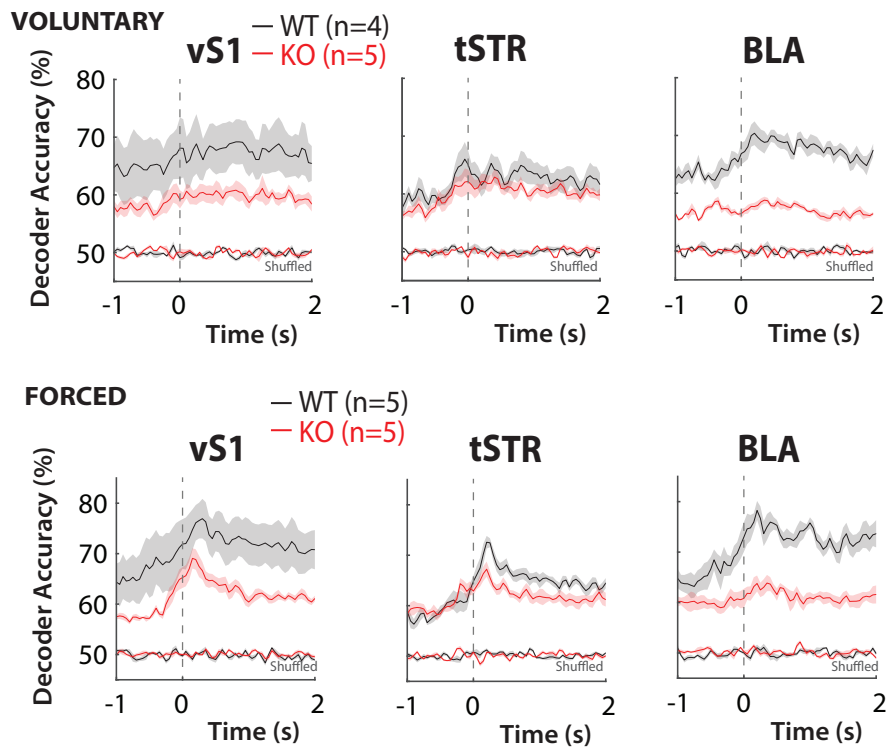 VOLUNTARY
— WT (n=4)
— KO (n=5)
vS1
tSTR
BLA
Decoder Accuracy (%)
80
70
60
50
Shuffled
Shuffled
Shuffled
-1 0 2
-1 0 2
-1 0 2
Time (s)
Time (s)
Time (s)
FORCED
— WT (n=5)
— KO (n=5)
vS1
tSTR
BLA
Decoder Accuracy (%)
80
70
60
50
Shuffled
Shuffled
Shuffled
-1 0 2
-1 0 2
-1 0 2
Time (s)
Time (s)
Time (s)